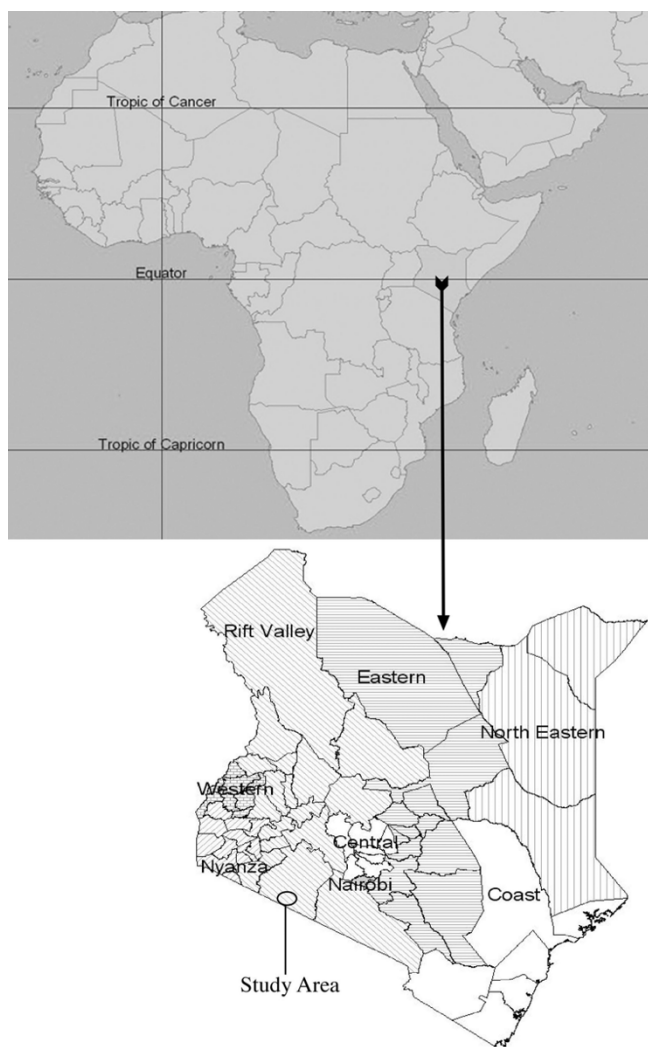 Tropic of Cancer
Equator
Tropic of Capricorn
Rift Valley
Eastern
North Eastern
Western
Central
Nyanza
Nairobi
Coast
Study Area